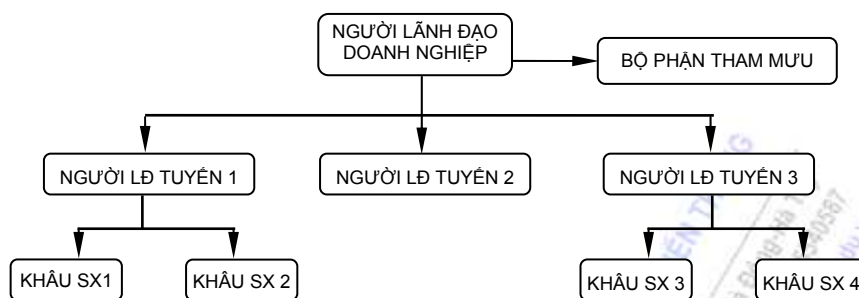 NGƯỜI LÃNH ĐẠO
DOANH NGHIỆP
BỘ PHẬN THAM MƯU
NGƯỜI LĐ TUYẾN 1
NGƯỜI LĐ TUYẾN 2
NGƯỜI LĐ TUYẾN 3
KHÂU SX1
KHÂU SX 2
KHÂU SX 3
KHÂU SX 4